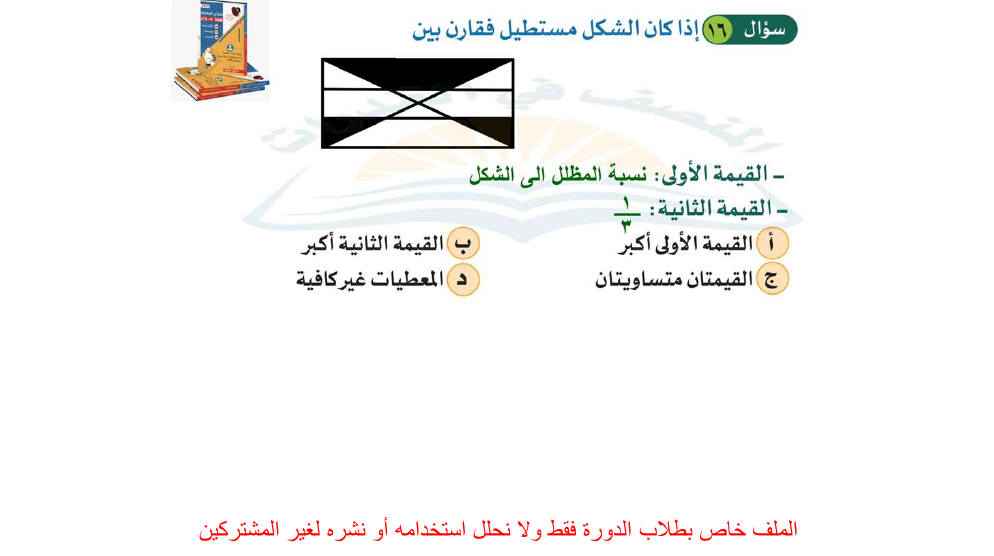 سؤال ١٦ إذا كان الشكل مستطيل فقارن بين
- القيمة الأولى: نسبة المظلل الى الشكل
- القيمة الثانية: ١/٣
أ القيمة الأولى أكبر
ب القيمة الثانية أكبر
ج القيمتان متساويتان
د المعطيات غير كافية
الملف خاص بطلاب الدورة فقط ولا نحلل استخدامه أو نشره لغير المشتركين